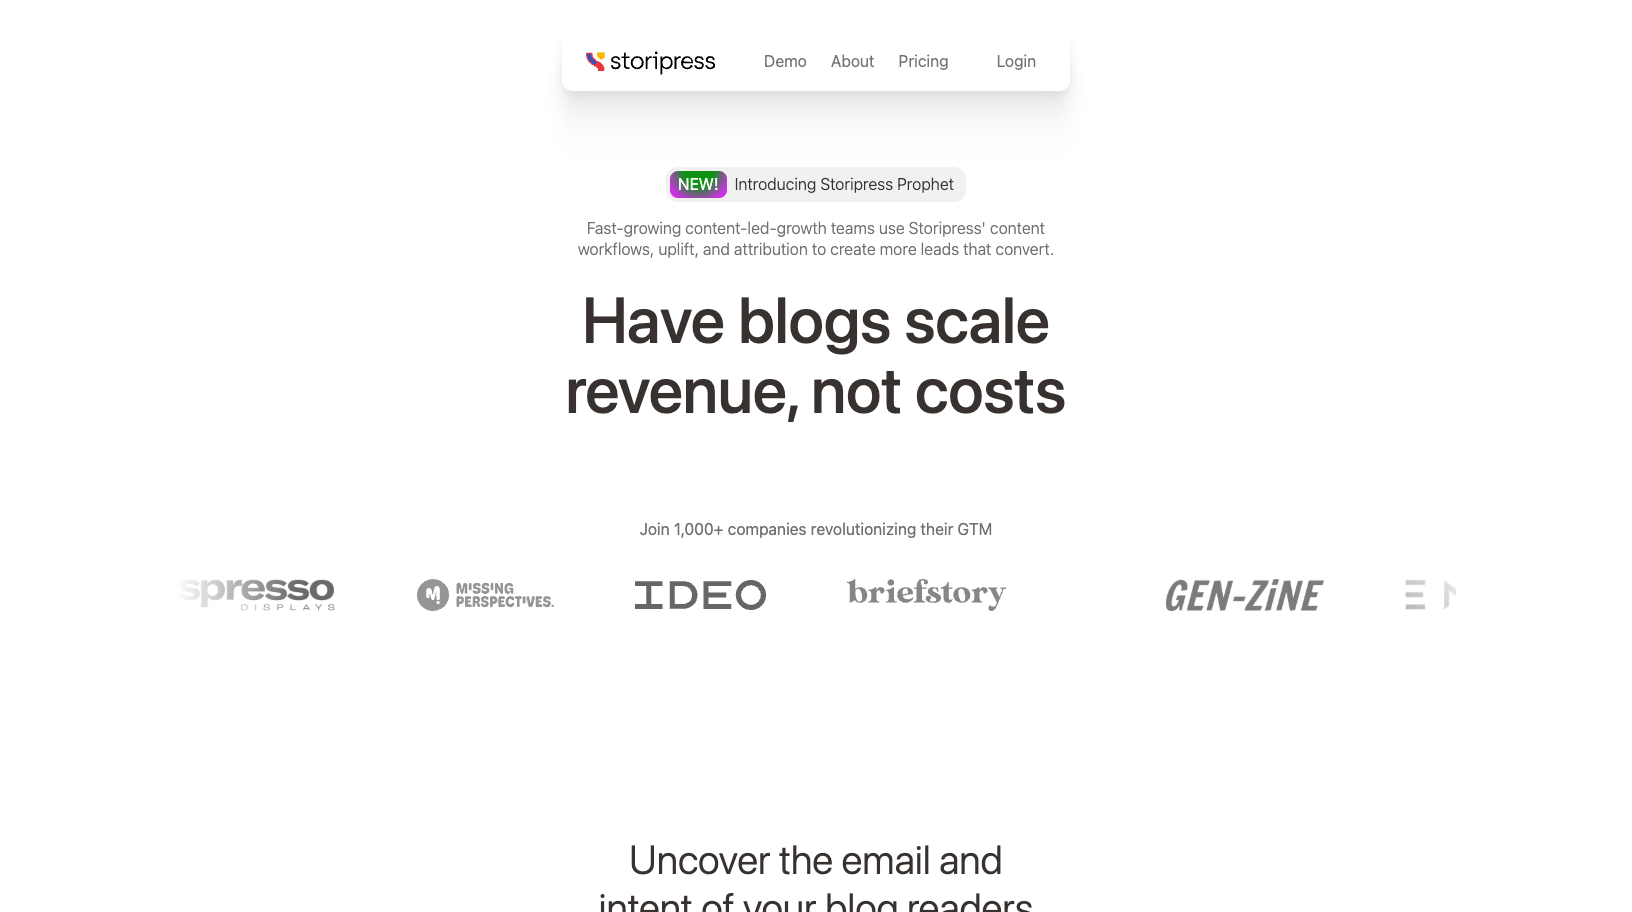 storipress Demo About Pricing Login
NEW! Introducing Storipress Prophet
Fast-growing content-led-growth teams use Storipress' content
workflows, uplift, and attribution to create more leads that convert.
Have blogs scale
revenue, not costs
Join 1,000+ companies revolutionizing their GTM
spresso DISPLAYS
M! MISSING PERSPECTIVES.
IDEO
briefstory
GEN-ZiNE
Uncover the email and
intent of your blog readers